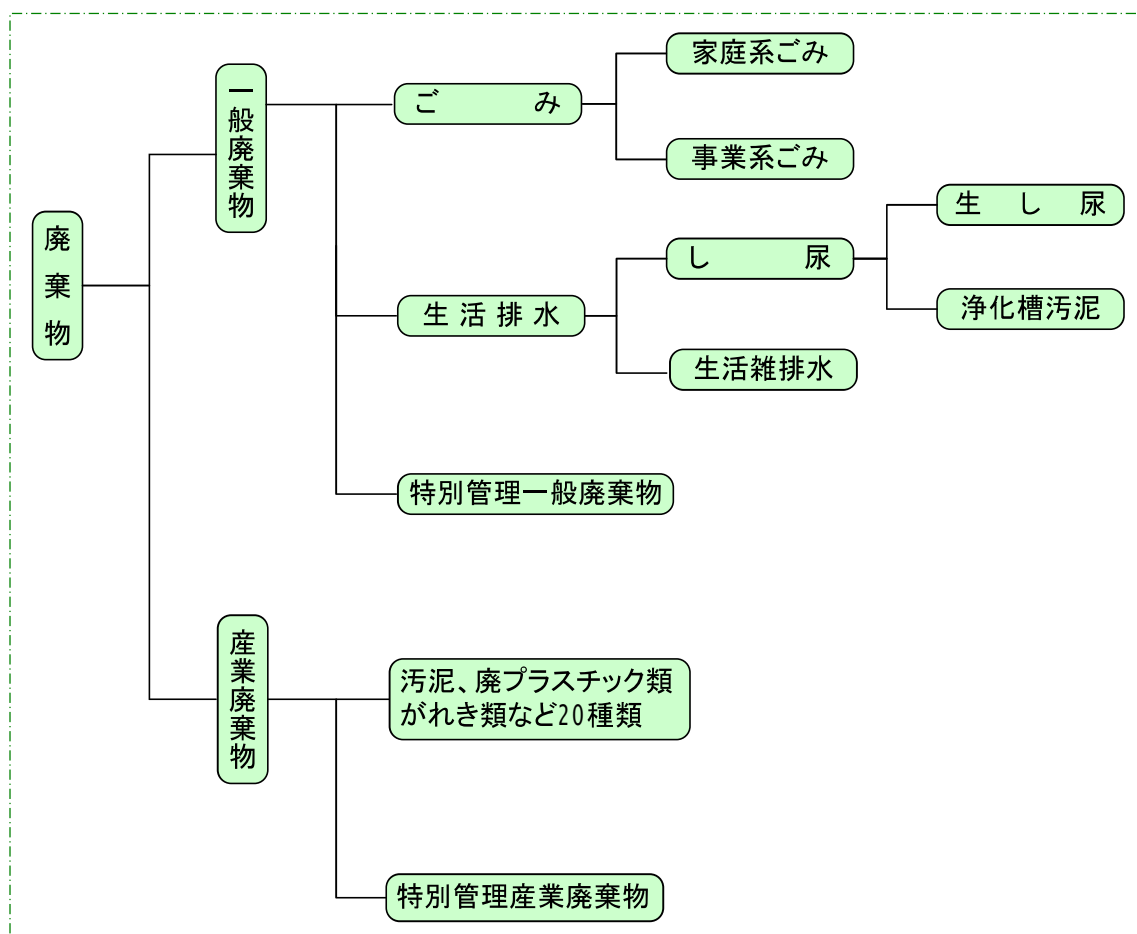 廃棄物
一般廃棄物
ごみ
家庭系ごみ
事業系ごみ
生活排水
し尿
生し尿
浄化槽汚泥
生活雑排水
特別管理一般廃棄物
産業廃棄物
汚泥、廃プラスチック類
がれき類など20種類
特別管理産業廃棄物